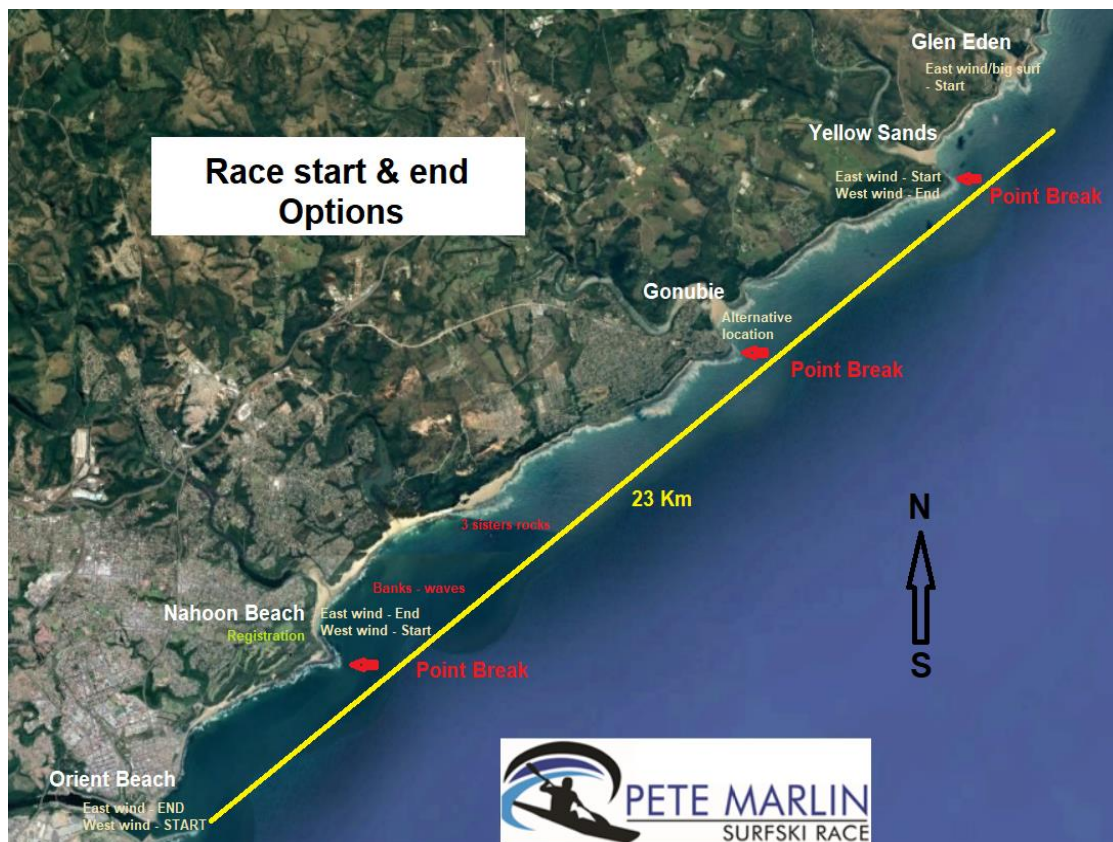 Glen Eden
East wind/big surf
- Start
Yellow Sands
East wind - Start
West wind - End
Point Break
Race start & end
Options
Gonubie
Alternative
location
Point Break
23 Km
3 sisters rocks
N
S
Banks - waves
Nahoon Beach
Registration
East wind - End
West wind - Start
Point Break
Orient Beach
East wind - END
West wind - START
PETE MARLIN
SURFSKI RACE